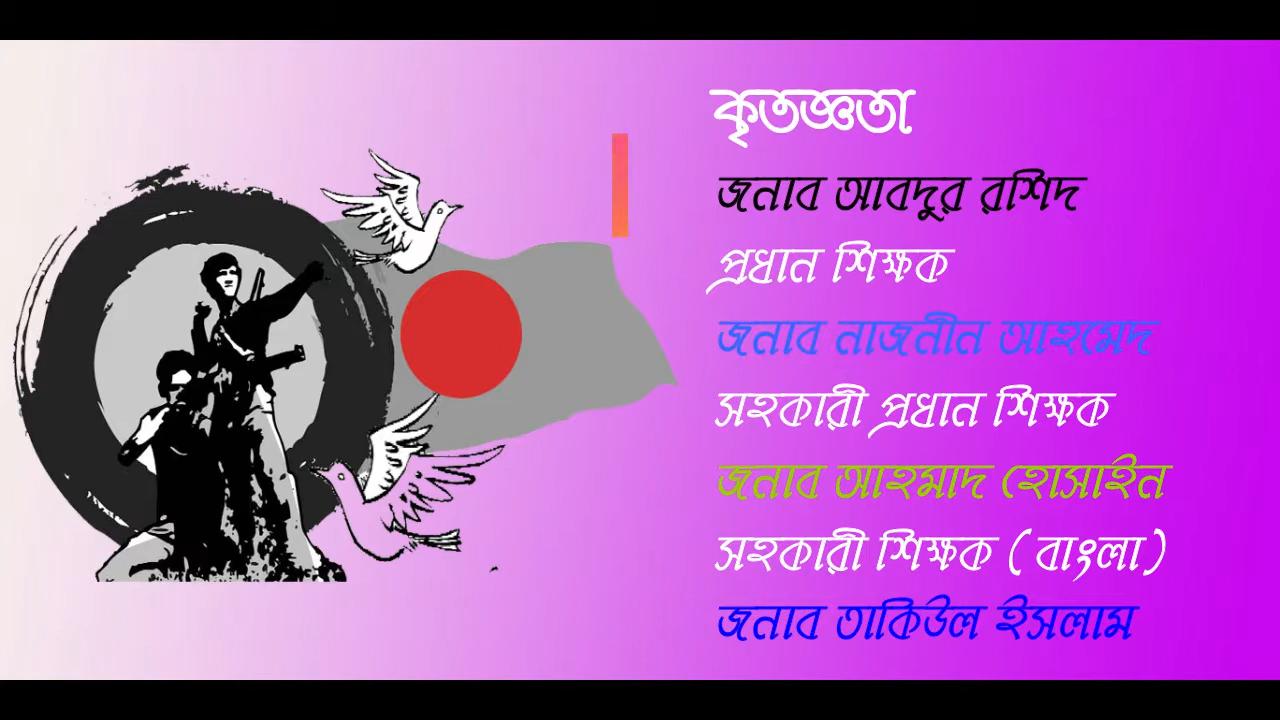 কৃতজ্ঞতা
জনাব আবদুর রশিদ
প্রধান শিক্ষক
জনাব নাজনীন আহমেদ
সহকারী প্রধান শিক্ষক
জনাব আহমাদ হোসাইন
সহকারী শিক্ষক ( বাংলা )
জনাব তাকিউল ইসলাম